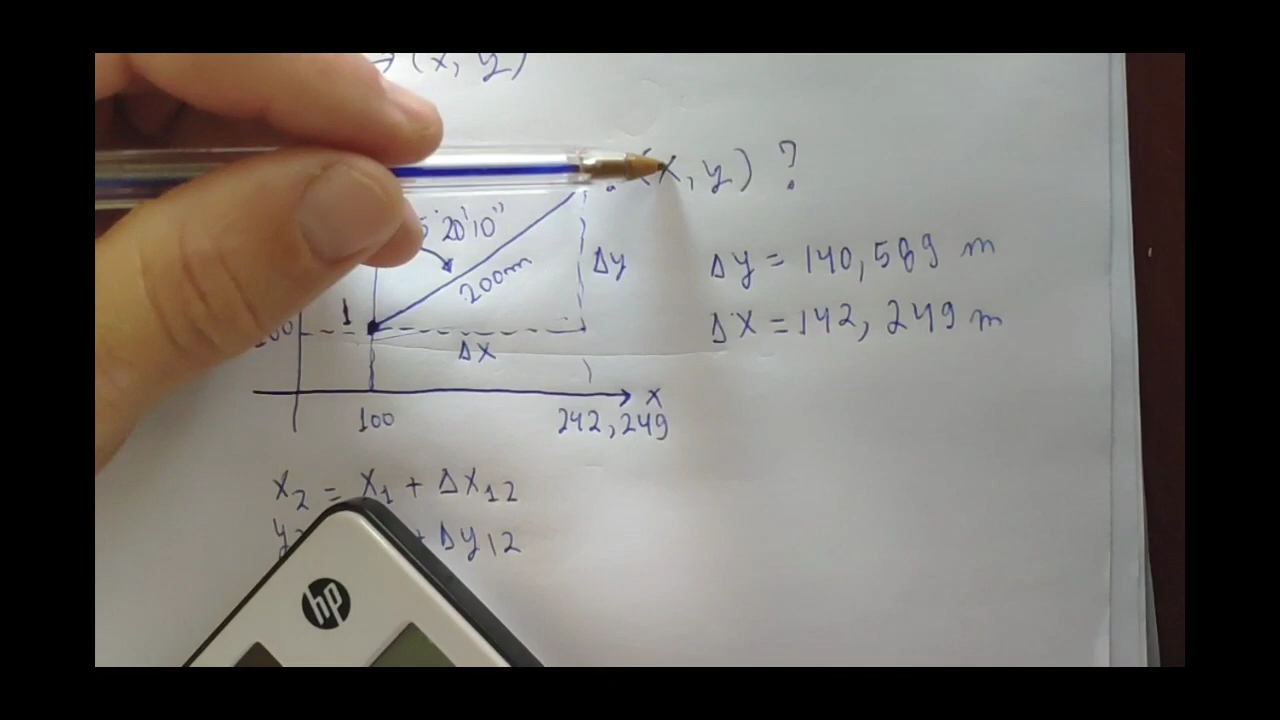 → (x, y)
(x, y) ?
5°20'10"
200m
Δy
Δy = 140,589 m
Δx = 142,249 m
1
Δx
x
100
242,249
x₂ = x₁ + Δx₁₂
+ Δy₁₂
hp